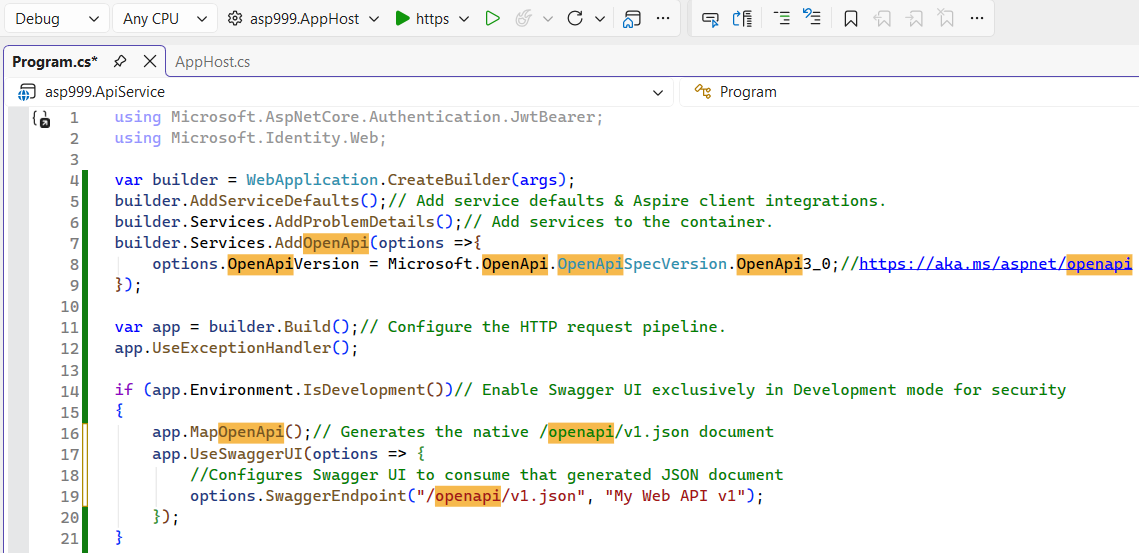 Debug Any CPU asp999.AppHost https
Program.cs* AppHost.cs
asp999.ApiService Program
1 using Microsoft.AspNetCore.Authentication.JwtBearer;
2 using Microsoft.Identity.Web;
3
4 var builder = WebApplication.CreateBuilder(args);
5 builder.AddServiceDefaults();// Add service defaults & Aspire client integrations.
6 builder.Services.AddProblemDetails();// Add services to the container.
7 builder.Services.AddOpenApi(options =>{
8 options.OpenApiVersion = Microsoft.OpenApi.OpenApiSpecVersion.OpenApi3_0;//https://aka.ms/aspnet/openapi
9 });
10
11 var app = builder.Build();// Configure the HTTP request pipeline.
12 app.UseExceptionHandler();
13
14 if (app.Environment.IsDevelopment())// Enable Swagger UI exclusively in Development mode for security
15 {
16 app.MapOpenApi();// Generates the native /openapi/v1.json document
17 app.UseSwaggerUI(options => {
18 //Configures Swagger UI to consume that generated JSON document
19 options.SwaggerEndpoint("/openapi/v1.json", "My Web API v1");
20 });
21 }